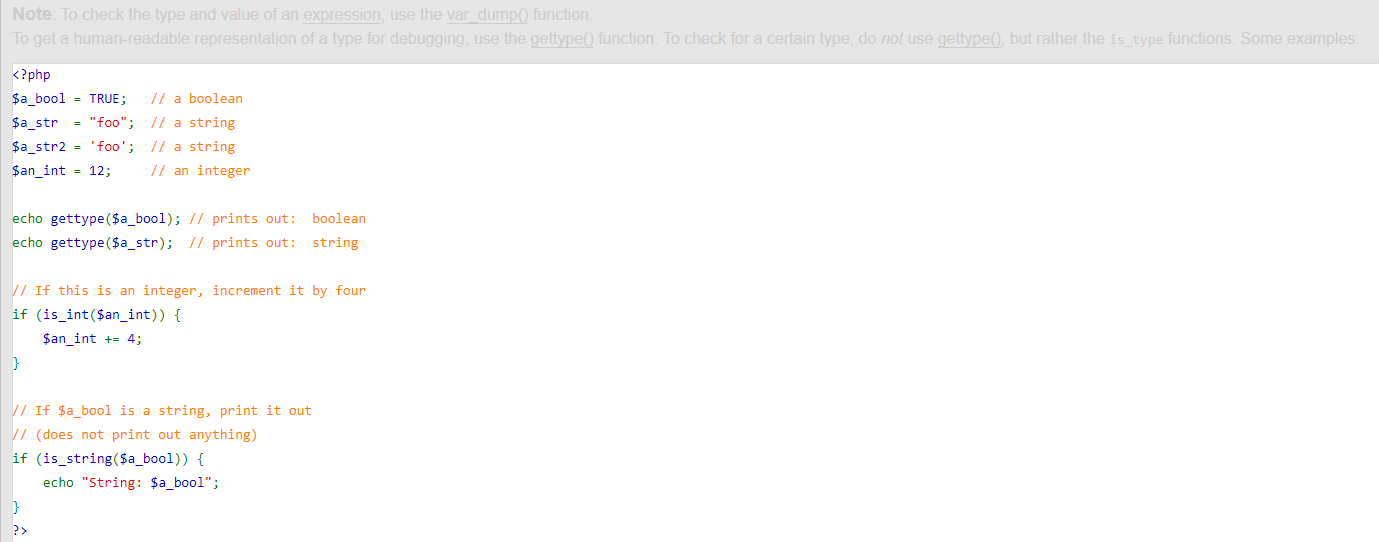 Note: To check the type and value of an expression, use the var_dump() function.
To get a human-readable representation of a type for debugging, use the gettype() function. To check for a certain type, do not use gettype(), but rather the is_type functions. Some examples:
<?php
$a_bool = TRUE;   // a boolean
$a_str  = "foo";  // a string
$a_str2 = 'foo';  // a string
$an_int = 12;     // an integer
echo gettype($a_bool); // prints out:  boolean
echo gettype($a_str);  // prints out:  string
// If this is an integer, increment it by four
if (is_int($an_int)) {
    $an_int += 4;
}
// If $a_bool is a string, print it out
// (does not print out anything)
if (is_string($a_bool)) {
    echo "String: $a_bool";
}
?>